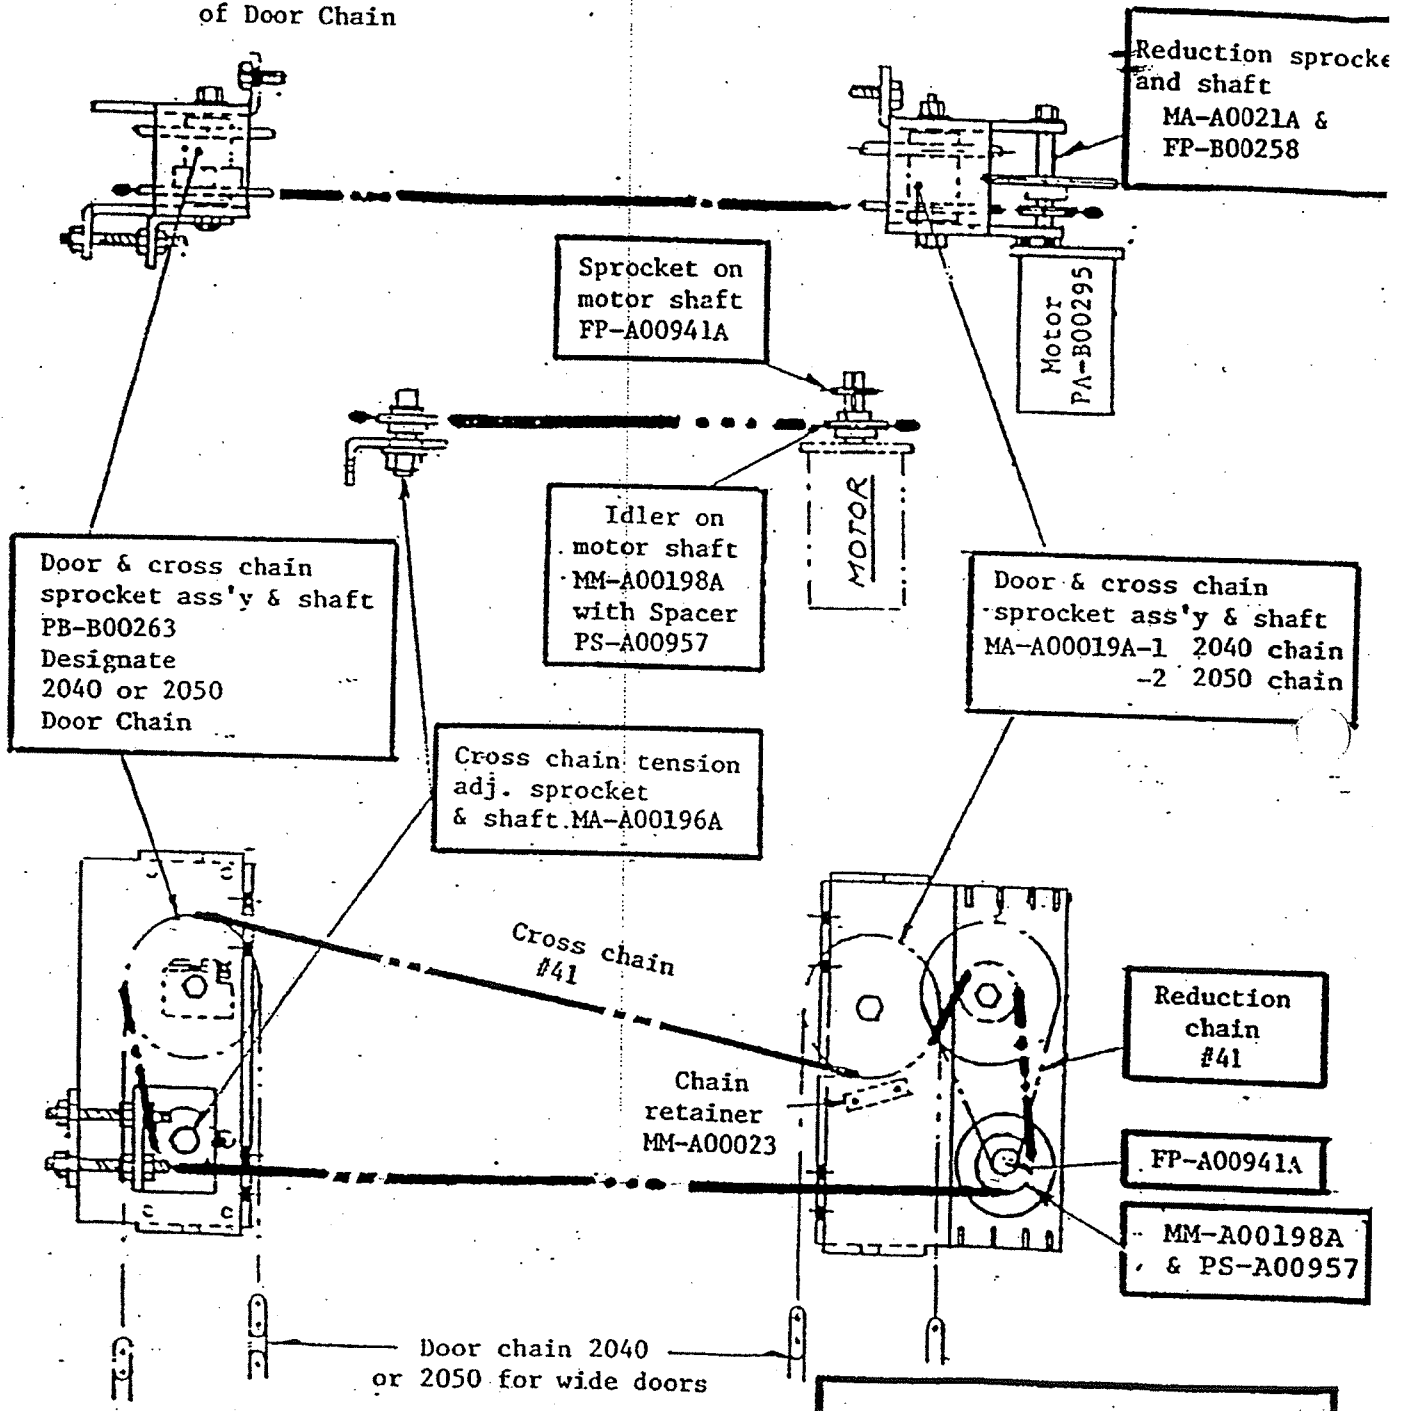 of Door Chain
Reduction sprocke
and shaft
MA-A0021A &
FP-B00258
Sprocket on
motor shaft
FP-A00941A
Motor
PA-B00295
Idler on
motor shaft
MM-A00198A
with Spacer
PS-A00957
MOTOR
Door & cross chain
sprocket ass'y & shaft
PB-B00263
Designate
2040 or 2050
Door Chain
Door & cross chain
sprocket ass'y & shaft
MA-A00019A-1 2040 chain
-2 2050 chain
Cross chain tension
adj. sprocket
& shaft.MA-A00196A
Cross chain
#41
Reduction
chain
#41
Chain
retainer
MM-A00023
FP-A00941A
MM-A00198A
& PS-A00957
Door chain 2040
or 2050 for wide doors